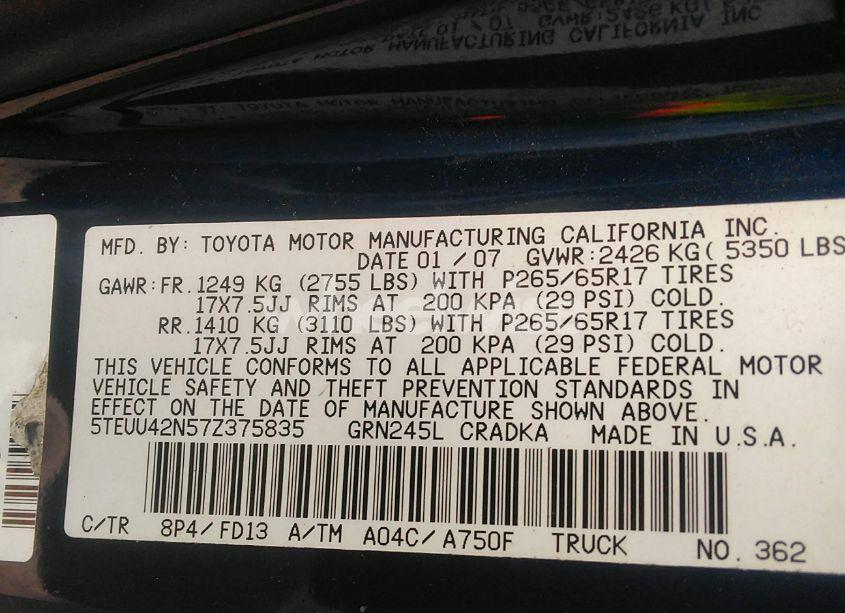 MFD. BY: TOYOTA MOTOR MANUFACTURING CALIFORNIA INC.
DATE 01 / 07 GVWR:2426 KG( 5350 LBS
GAWR:FR.1249 KG (2755 LBS) WITH P265/65R17 TIRES
17X7.5JJ RIMS AT 200 KPA (29 PSI) COLD.
RR.1410 KG (3110 LBS) WITH P265/65R17 TIRES
17X7.5JJ RIMS AT 200 KPA (29 PSI) COLD.
THIS VEHICLE CONFORMS TO ALL APPLICABLE FEDERAL MOTOR
VEHICLE SAFETY AND THEFT PREVENTION STANDARDS IN
EFFECT ON THE DATE OF MANUFACTURE SHOWN ABOVE.
5TEUU42N57Z375835 GRN245L CRADKA MADE IN U.S.A.
C/TR 8P4/FD13 A/TM A04C/A750F TRUCK NO. 362